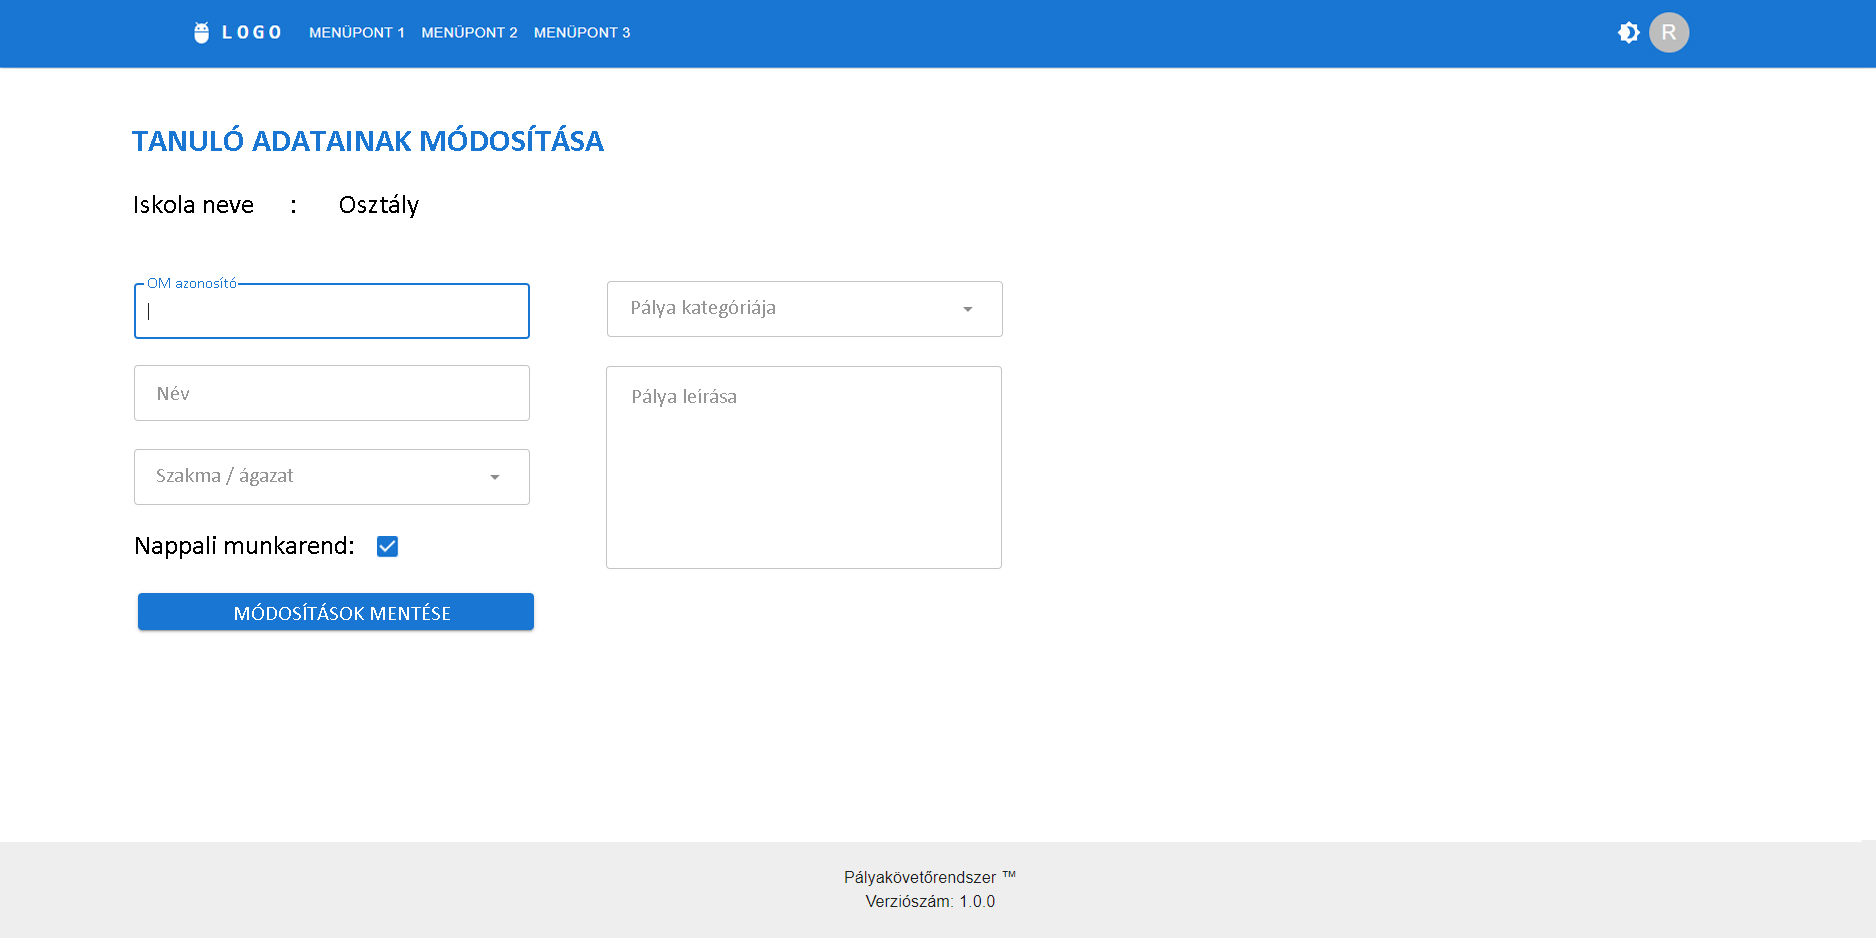 LOGO MENÜPONT 1 MENÜPONT 2 MENÜPONT 3 R
TANULÓ ADATAINAK MÓDOSÍTÁSA
Iskola neve : Osztály
OM azonosító
Név
Szakma / ágazat
Nappali munkarend:
MÓDOSÍTÁSOK MENTÉSE
Pálya kategóriája
Pálya leírása
Pályakövetőrendszer ™
Verziószám: 1.0.0